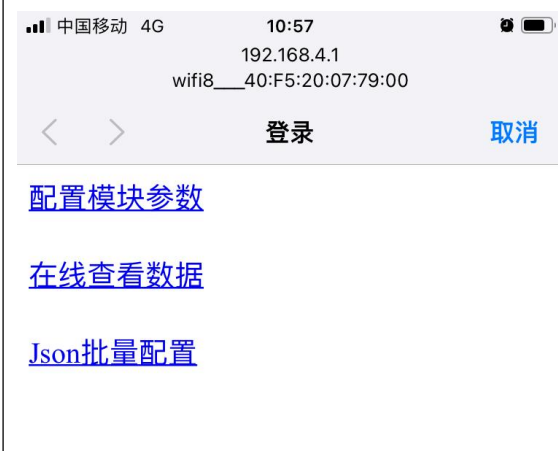 中国移动 4G 10:57
192.168.4.1
wifi8___40:F5:20:07:79:00
登录 取消
配置模块参数
在线查看数据
Json批量配置